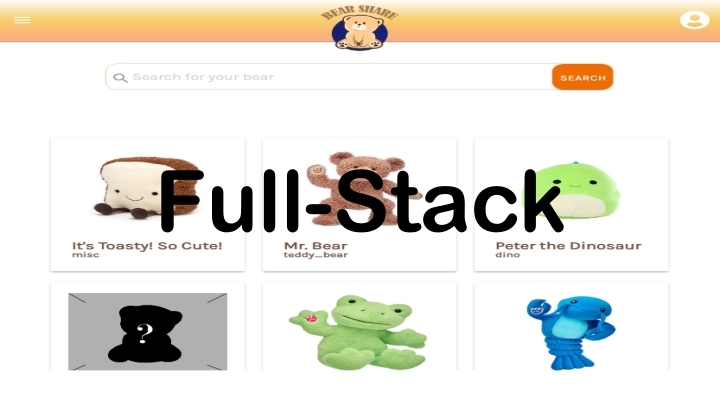 BEAR SHARE
Search for your bear
SEARCH
Full-Stack
It's Toasty! So Cute!
misc
Mr. Bear
teddy_bear
Peter the Dinosaur
dino
?